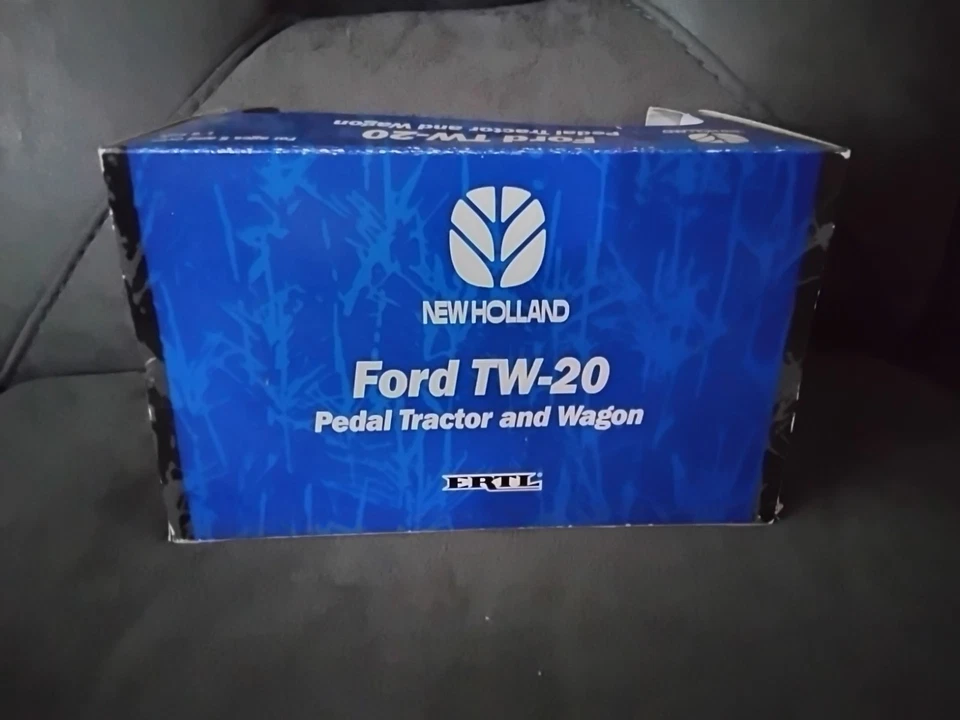 Ford TW-20
Pedal Tractor and Wagon
NEW HOLLAND
Ford TW-20
Pedal Tractor and Wagon
ERTL